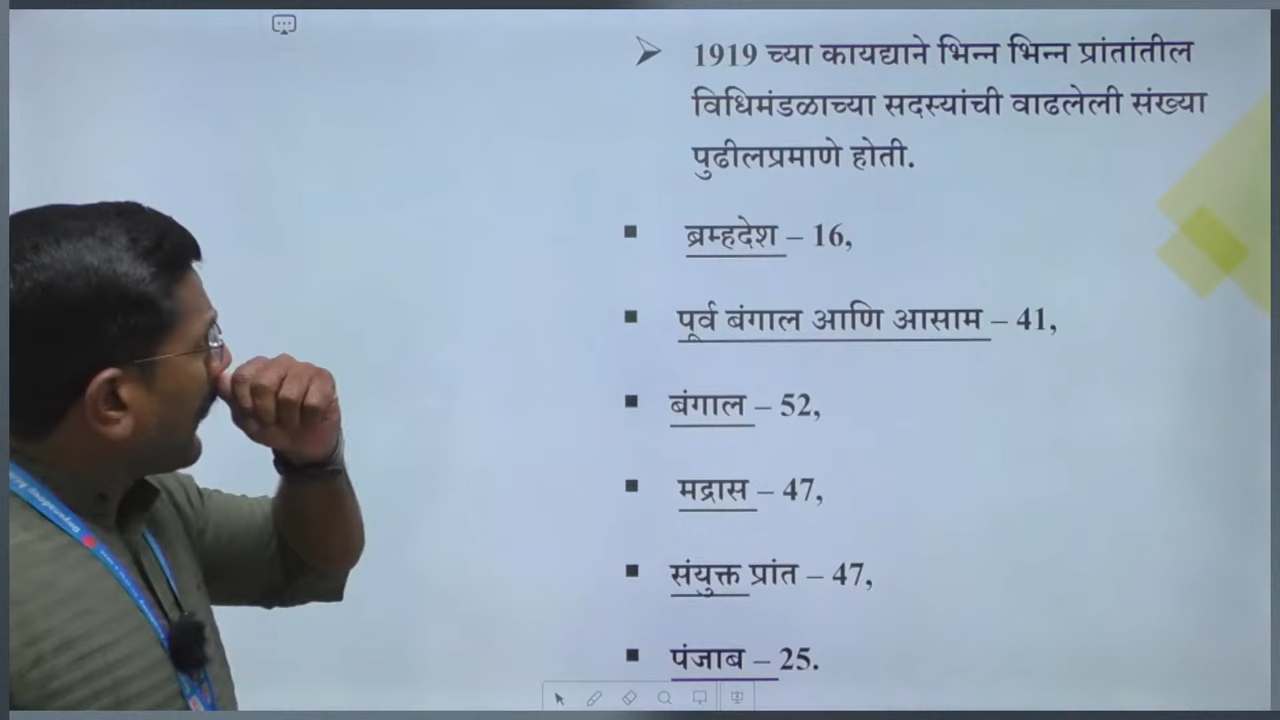 1919 च्या कायद्याने भिन्न भिन्न प्रांतांतील
विधिमंडळाच्या सदस्यांची वाढलेली संख्या
पुढीलप्रमाणे होती.
ब्रम्हदेश – 16,
पूर्व बंगाल आणि आसाम – 41,
बंगाल – 52,
मद्रास – 47,
संयुक्त प्रांत – 47,
पंजाब – 25.